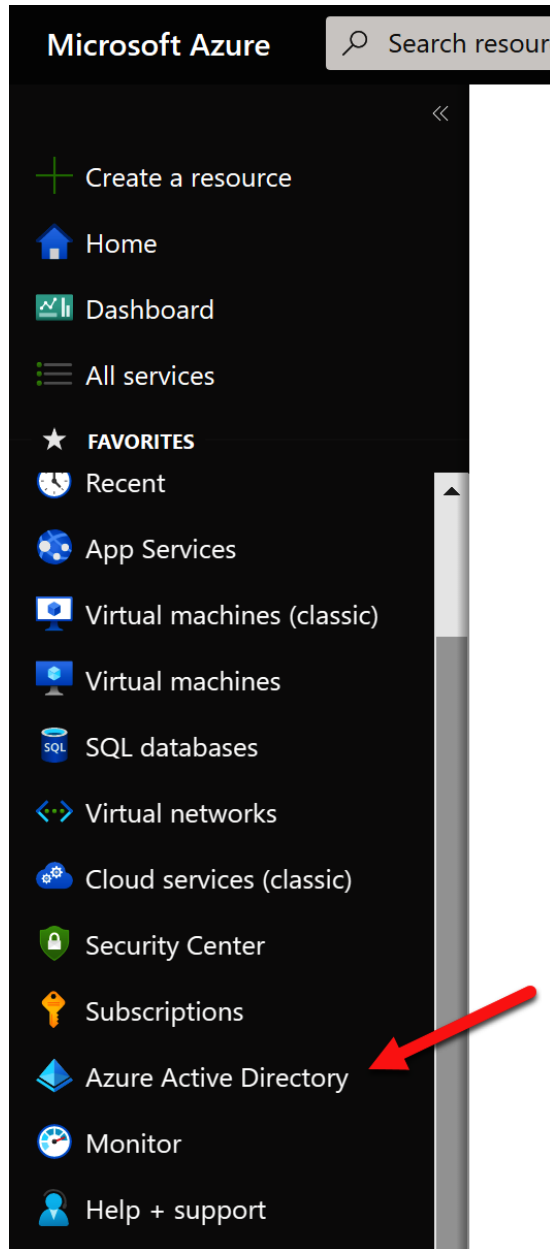 Microsoft Azure
Search resour
Create a resource
Home
Dashboard
All services
FAVORITES
Recent
App Services
Virtual machines (classic)
Virtual machines
SQL
SQL databases
Virtual networks
Cloud services (classic)
Security Center
Subscriptions
Azure Active Directory
Monitor
Help + support